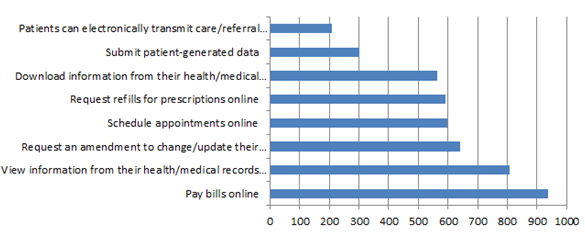 Patients can electronically transmit care/referral...
Submit patient-generated data
Download information from their health/medical...
Request refills for prescriptions online
Schedule appointments online
Request an amendment to change/update their...
View information from their health/medical records...
Pay bills online
0 100 200 300 400 500 600 700 800 900 1000